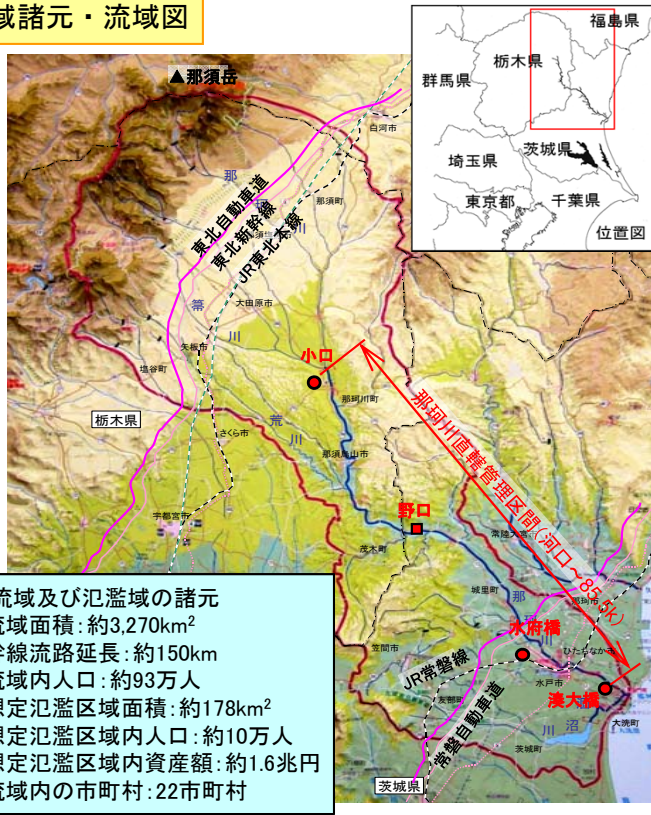 域諸元・流域図
福島県
栃木県
群馬県
茨城県
埼玉県
東京都
千葉県
位置図
▲那須岳
白河市
那須町
東北自動車道
東北新幹線
JR東北本線
那
川
大田原市
箒
川
矢板市
塩谷町
小口
那珂川町
栃木県
荒
川
さくら市
那須烏山市
那珂川直轄管理区間(河口～85.5k)
宇都宮市
野口
茂木町
常陸大宮市
城里町
那
那珂市
水府橋
ひたちなか市
笠間市
JR常磐線
水戸市
湊大橋
友部町
常磐自動車道
沼
川
大洗町
茨城町
茨城県
流域及び氾濫域の諸元
流域面積：約3,270km²
幹線流路延長：約150km
流域内人口：約93万人
想定氾濫区域面積：約178km²
想定氾濫区域内人口：約10万人
想定氾濫区域内資産額：約1.6兆円
流域内の市町村：22市町村